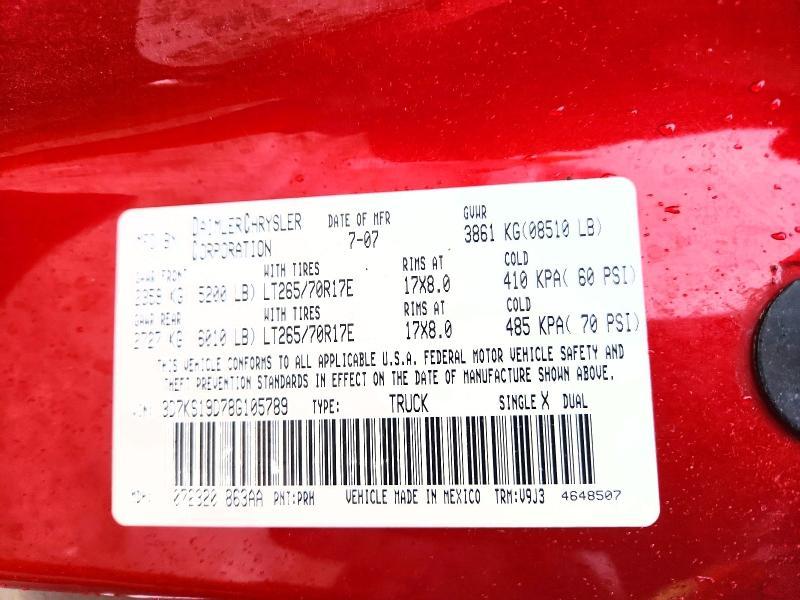 MFD BY DAIMLERCHRYSLER CORPORATION DATE OF MFR 7-07 GVWR 3861 KG(08510 LB)
GAWR FRONT WITH TIRES RIMS AT COLD
2359 KG 5200 LB) LT265/70R17E 17X8.0 410 KPA( 60 PSI)
GAWR REAR WITH TIRES RIMS AT COLD
2727 KG 6010 LB) LT265/70R17E 17X8.0 485 KPA( 70 PSI)
THIS VEHICLE CONFORMS TO ALL APPLICABLE U.S.A. FEDERAL MOTOR VEHICLE SAFETY AND
THEFT PREVENTION STANDARDS IN EFFECT ON THE DATE OF MANUFACTURE SHOWN ABOVE.
VIN: 3D7KS19D78G105789 TYPE: TRUCK SINGLE X DUAL
MDH: 072320 863AA PNT:PRH VEHICLE MADE IN MEXICO TRM:V9J3 4648507